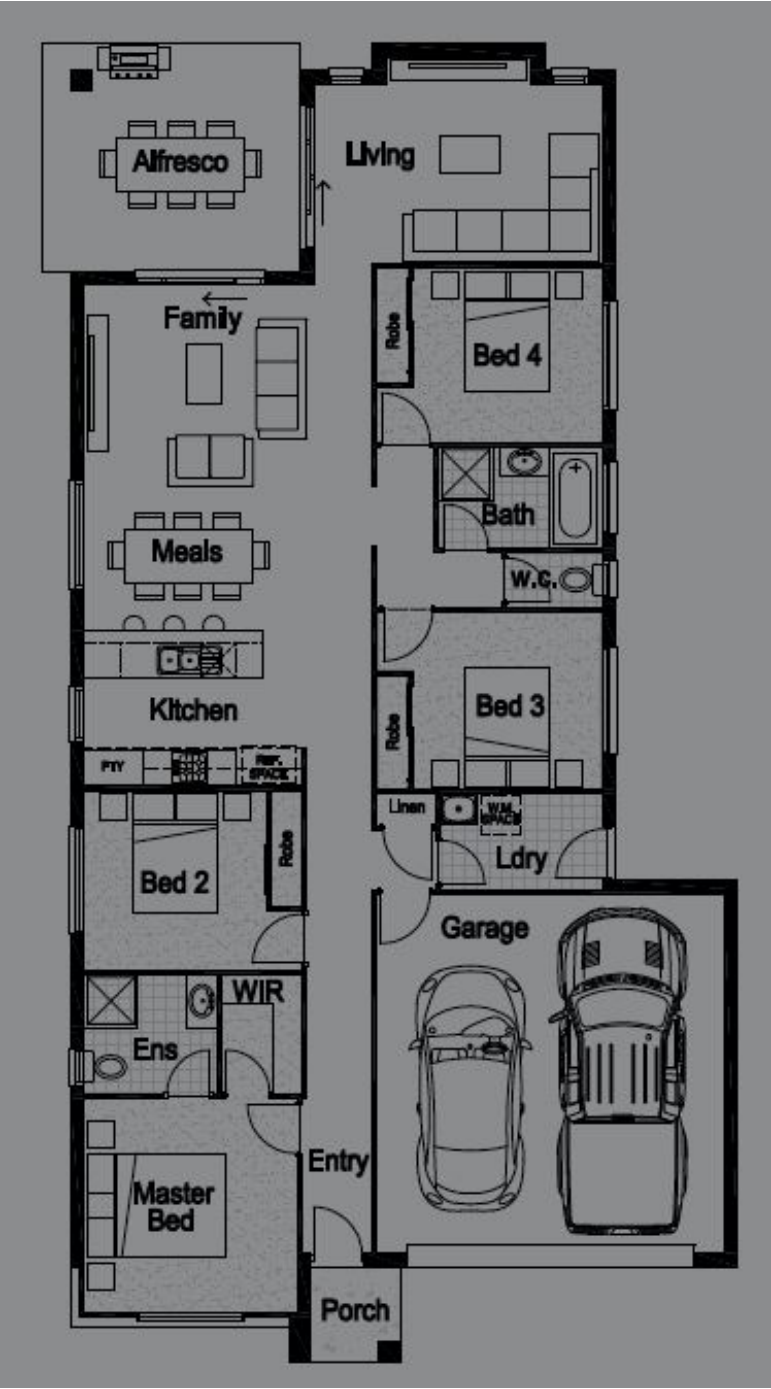 Alfresco
Living
Family
Robe
Bed 4
Bath
Meals
W.C.
Kitchen
Bed 3
Robe
PTY
REF.
SPACE
Linen
W.M.
SPACE
Ldry
Bed 2
Robe
Garage
WIR
Ens
Entry
Master
Bed
Porch